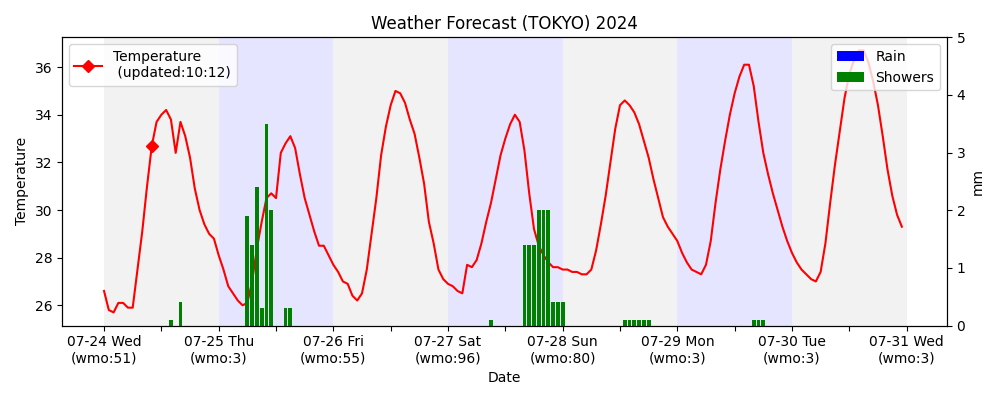 Weather Forecast (TOKYO) 2024
Temperature
(updated:10:12)
Rain
Showers
Temperature
36
34
32
30
28
26
5
4
3
2
1
0
mm
07-24 Wed
(wmo:51)
07-25 Thu
(wmo:3)
07-26 Fri
(wmo:55)
07-27 Sat
(wmo:96)
07-28 Sun
(wmo:80)
07-29 Mon
(wmo:3)
07-30 Tue
(wmo:3)
07-31 Wed
(wmo:3)
Date